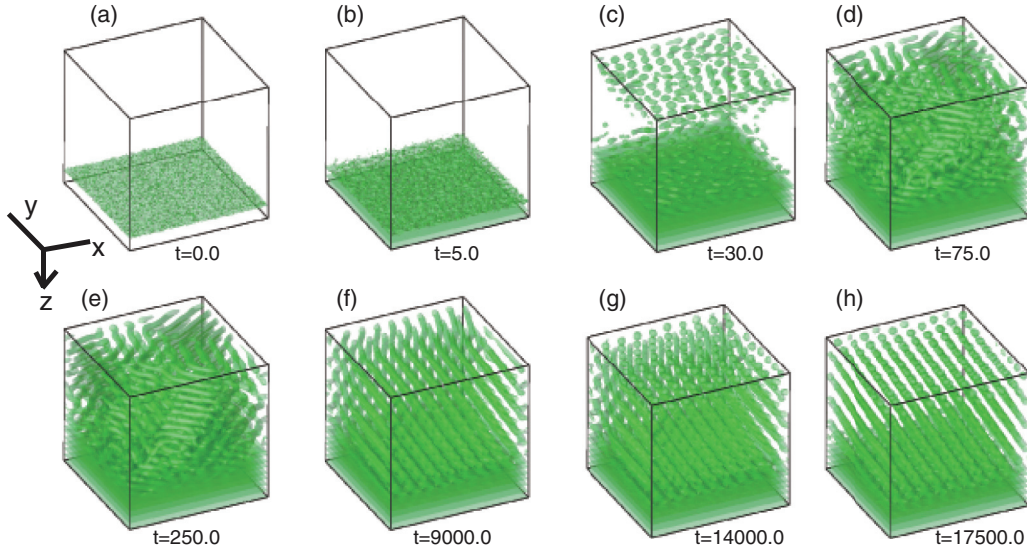 (a) (b) (c) (d)
y
x
z
t=0.0 t=5.0 t=30.0 t=75.0
(e) (f) (g) (h)
t=250.0 t=9000.0 t=14000.0 t=17500.0